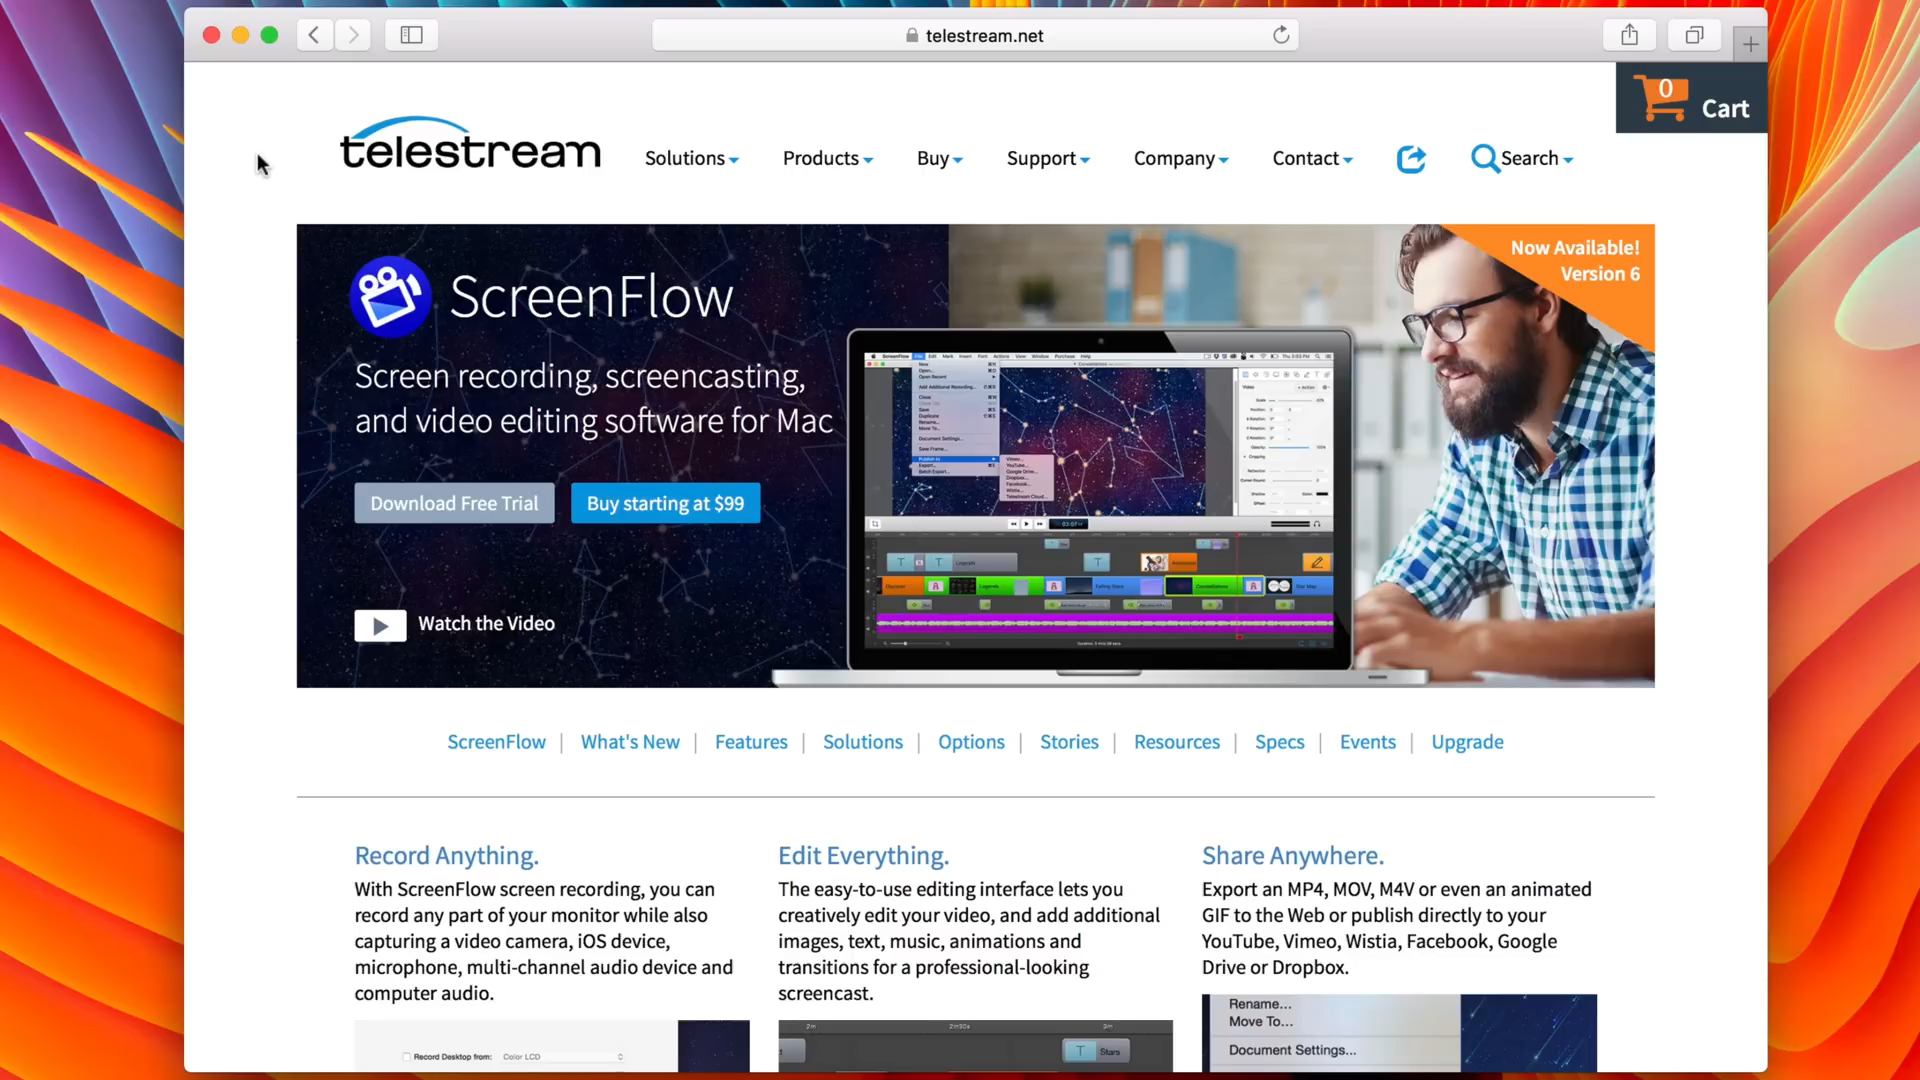 telestream.net
0
Cart
telestream
Solutions
Products
Buy
Support
Company
Contact
Search
Now Available!
Version 6
ScreenFlow
Screen recording, screencasting,
and video editing software for Mac
Download Free Trial
Buy starting at $99
Watch the Video
ScreenFlow | What's New | Features | Solutions | Options | Stories | Resources | Specs | Events | Upgrade
Record Anything.
With ScreenFlow screen recording, you can
record any part of your monitor while also
capturing a video camera, iOS device,
microphone, multi-channel audio device and
computer audio.
Record Desktop from: Color LCD
Edit Everything.
The easy-to-use editing interface lets you
creatively edit your video, and add additional
images, text, music, animations and
transitions for a professional-looking
screencast.
2m 2m30s 3m
T Stars
Share Anywhere.
Export an MP4, MOV, M4V or even an animated
GIF to the Web or publish directly to your
YouTube, Vimeo, Wistia, Facebook, Google
Drive or Dropbox.
Rename...
Move To...
Document Settings...